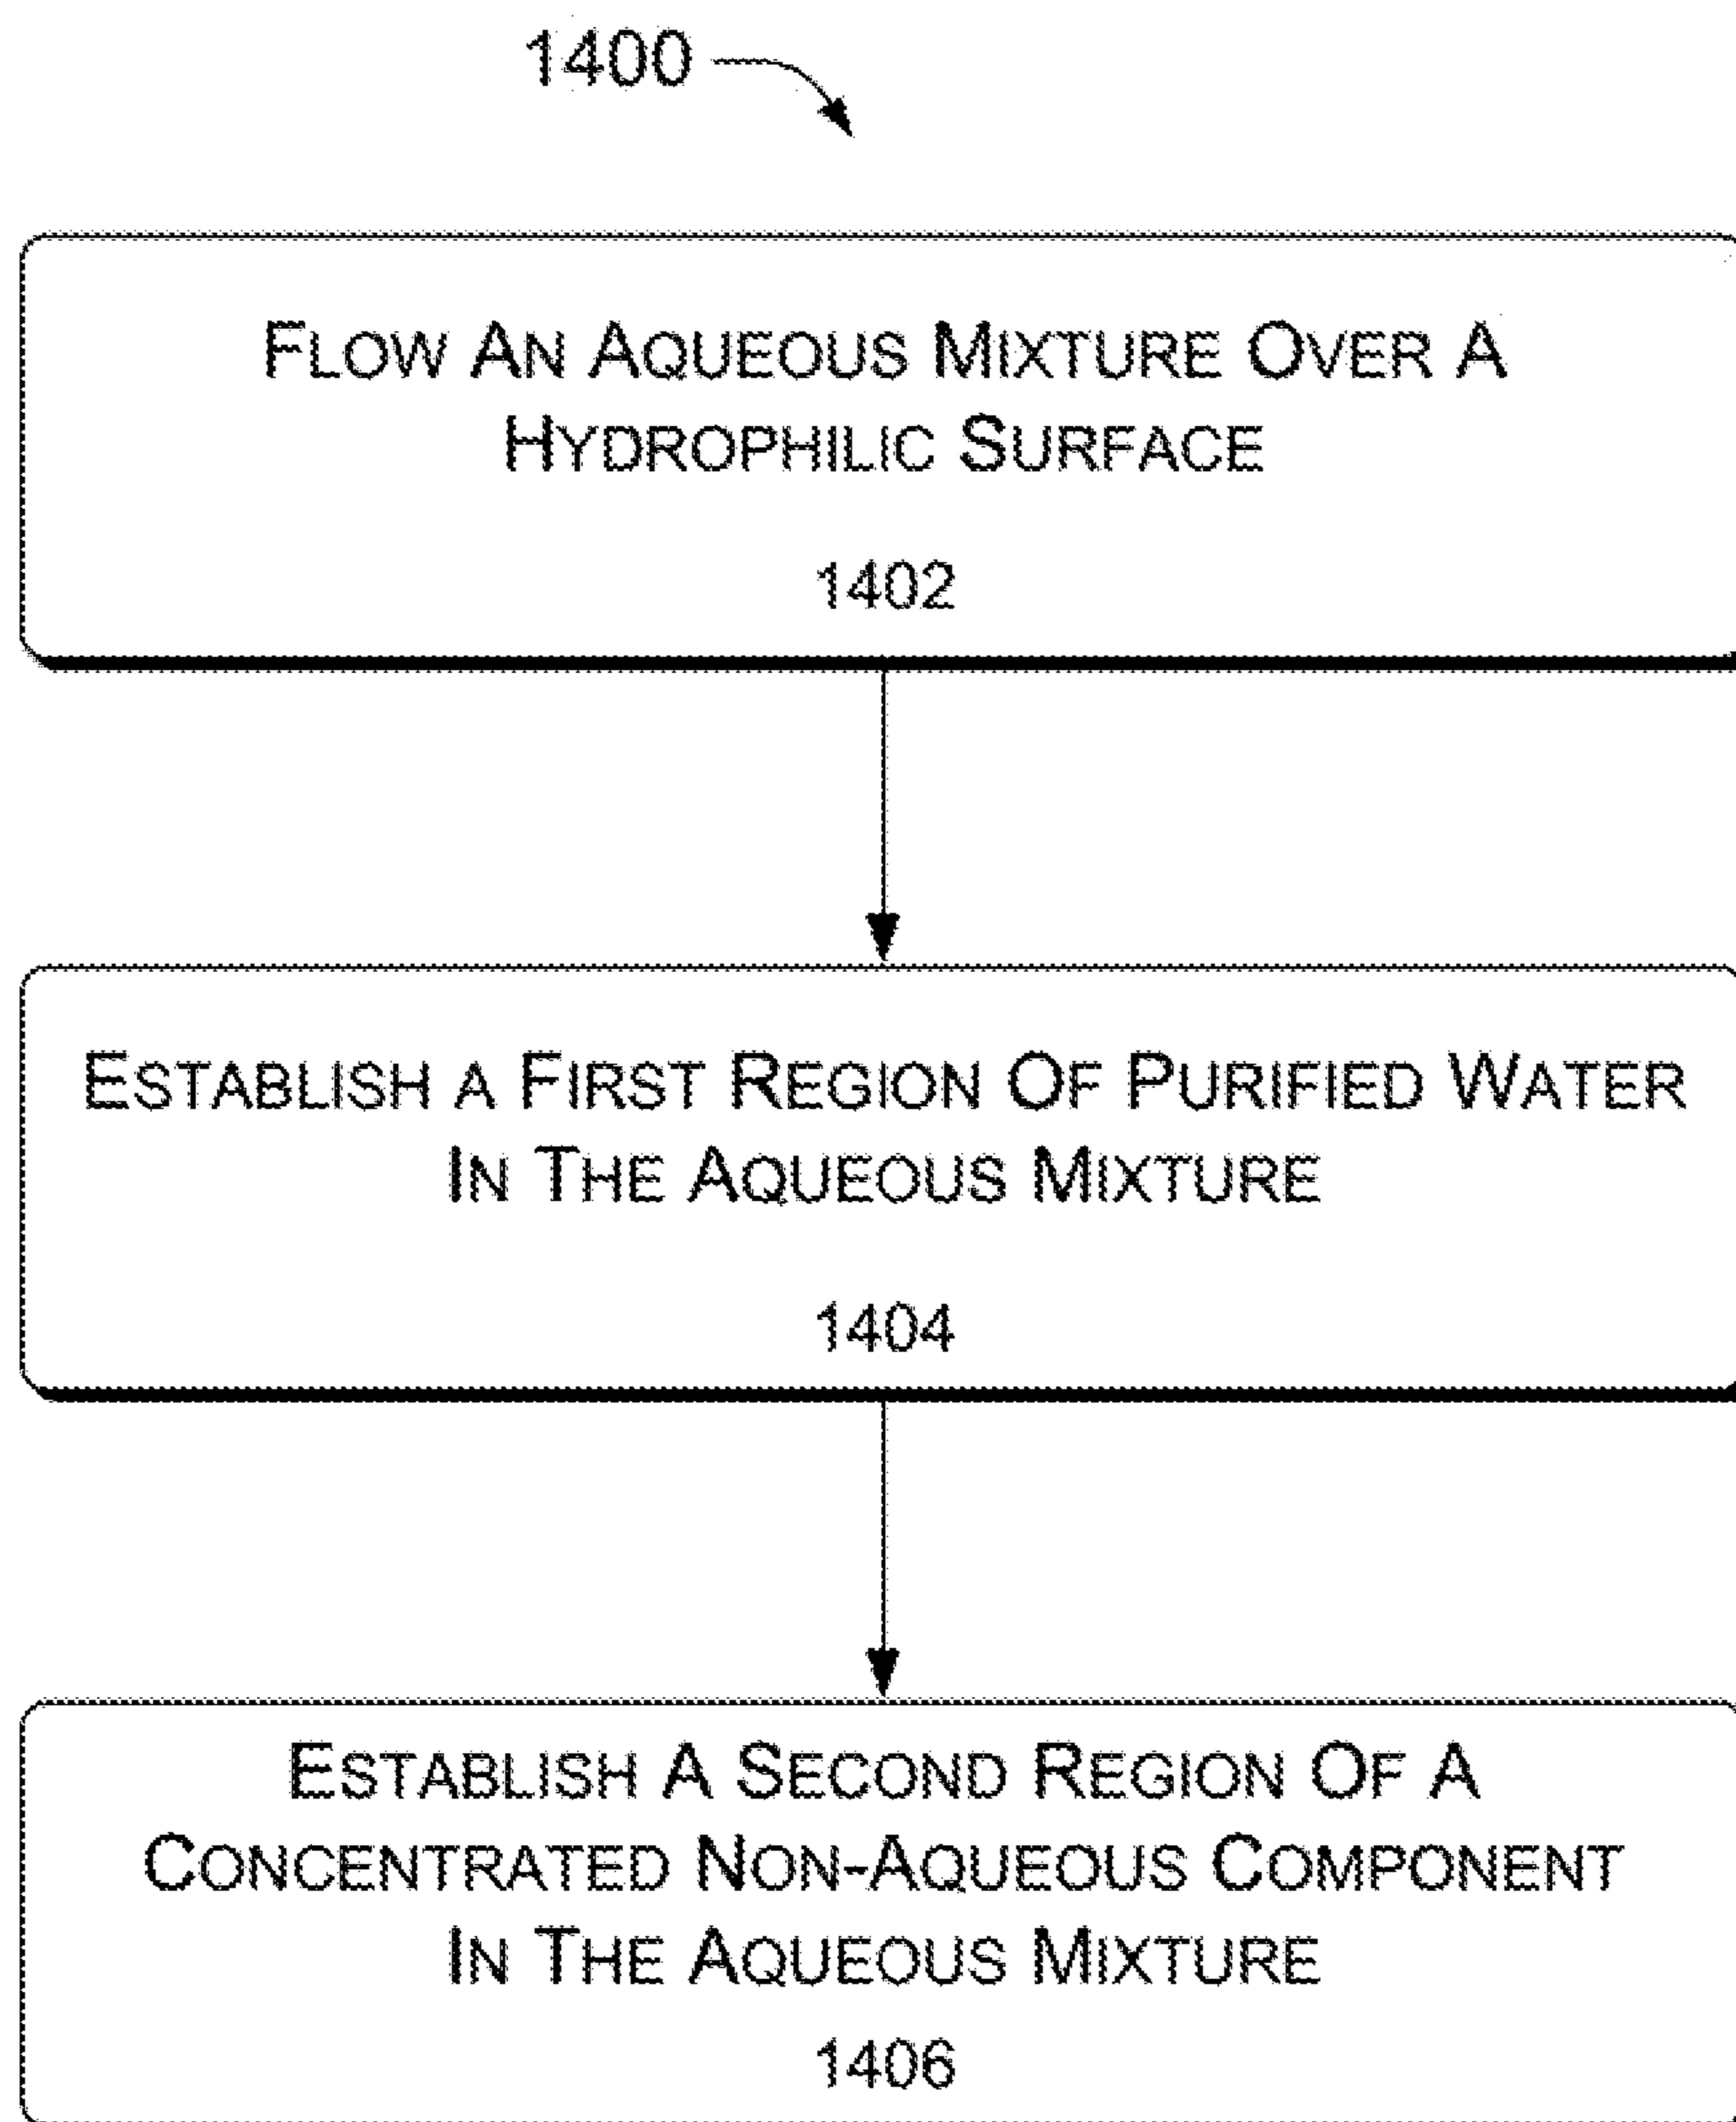 1400
FLOW AN AQUEOUS MIXTURE OVER A
HYDROPHILIC SURFACE
1402
ESTABLISH A FIRST REGION OF PURIFIED WATER
IN THE AQUEOUS MIXTURE
1404
ESTABLISH A SECOND REGION OF A
CONCENTRATED NON-AQUEOUS COMPONENT
IN THE AQUEOUS MIXTURE
1406